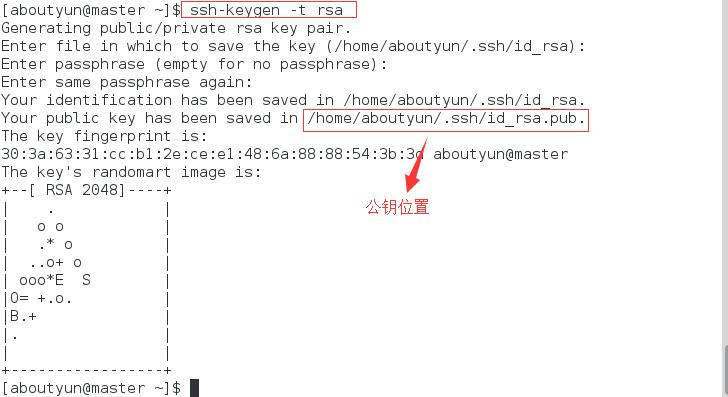 [aboutyun@master ~]$ ssh-keygen -t rsa
Generating public/private rsa key pair.
Enter file in which to save the key (/home/aboutyun/.ssh/id_rsa):
Enter passphrase (empty for no passphrase):
Enter same passphrase again:
Your identification has been saved in /home/aboutyun/.ssh/id_rsa.
Your public key has been saved in /home/aboutyun/.ssh/id_rsa.pub.
The key fingerprint is:
30:3a:63:31:cc:b1:2e:ce:e1:48:6a:88:88:54:3b:3d aboutyun@master
The key's randomart image is:
+--[ RSA 2048]----+
|    .            |
|   o o           |
|   .* o          |
|  ..o+ o         |
| ooo*E  S        |
|O= +.o.          |
|B.+              |
|.                |
|                 |
+-----------------+
公钥位置
[aboutyun@master ~]$